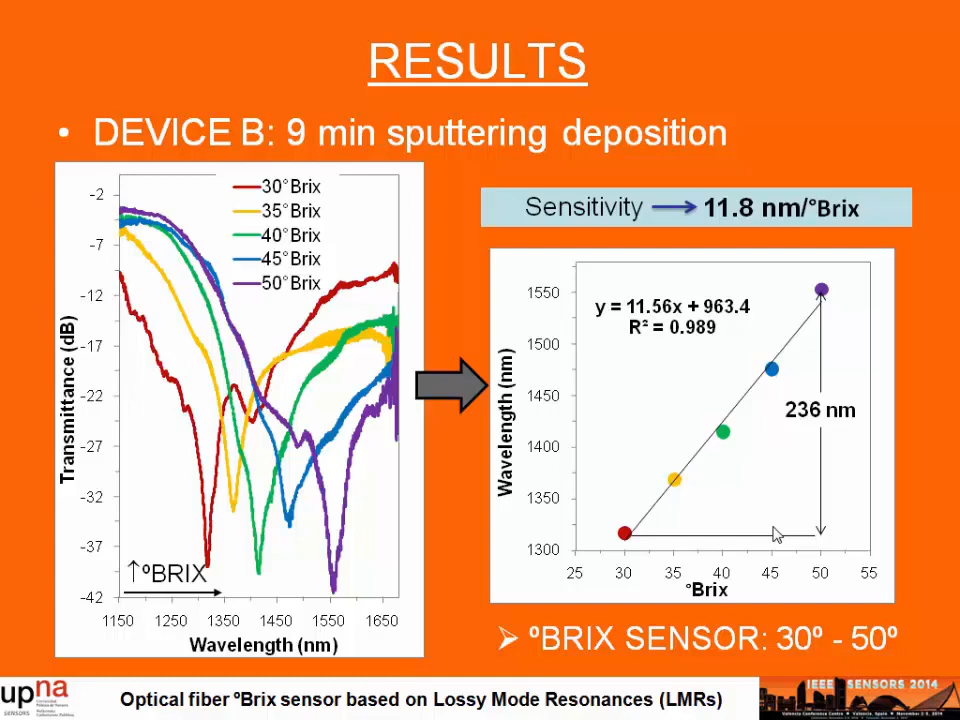 RESULTS
• DEVICE B: 9 min sputtering deposition
30°Brix
35°Brix
40°Brix
45°Brix
50°Brix
-2
-7
-12
-17
-22
-27
-32
-37
-42
Transmittance (dB)
↑ºBRIX
1150 1250 1350 1450 1550 1650
Wavelength (nm)
Sensitivity → 11.8 nm/°Brix
y = 11.56x + 963.4
R² = 0.989
236 nm
1550
1500
1450
1400
1350
1300
Wavelength (nm)
25 30 35 40 45 50 55
°Brix
➢ ºBRIX SENSOR: 30º - 50º
upna
SENSORS
Optical fiber ºBrix sensor based on Lossy Mode Resonances (LMRs)
IEEE SENSORS 2014